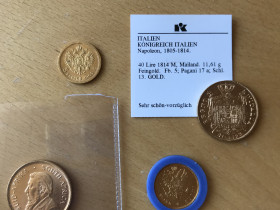 ITALIEN
KÖNIGREICH ITALIEN
Napoleon, 1805-1814.
40 Lire 1814 M, Mailand. 11,61 g
Feingold. Fb. 5; Pagani 17 a; Schl.
13. GOLD.
Sehr schön-vorzüglich